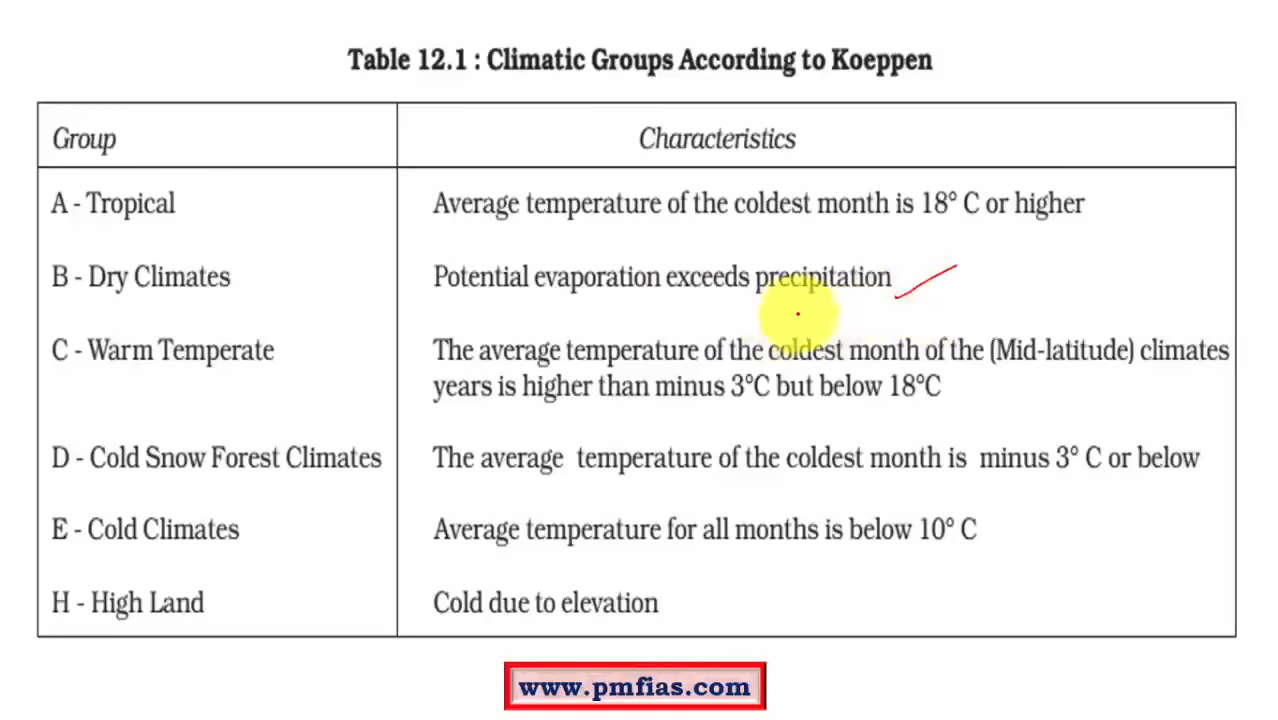 Table 12.1 : Climatic Groups According to Koeppen
Group
Characteristics
A - Tropical
Average temperature of the coldest month is 18° C or higher
B - Dry Climates
Potential evaporation exceeds precipitation
C - Warm Temperate
The average temperature of the coldest month of the (Mid-latitude) climates
years is higher than minus 3°C but below 18°C
D - Cold Snow Forest Climates
The average temperature of the coldest month is minus 3° C or below
E - Cold Climates
Average temperature for all months is below 10° C
H - High Land
Cold due to elevation
www.pmfias.com